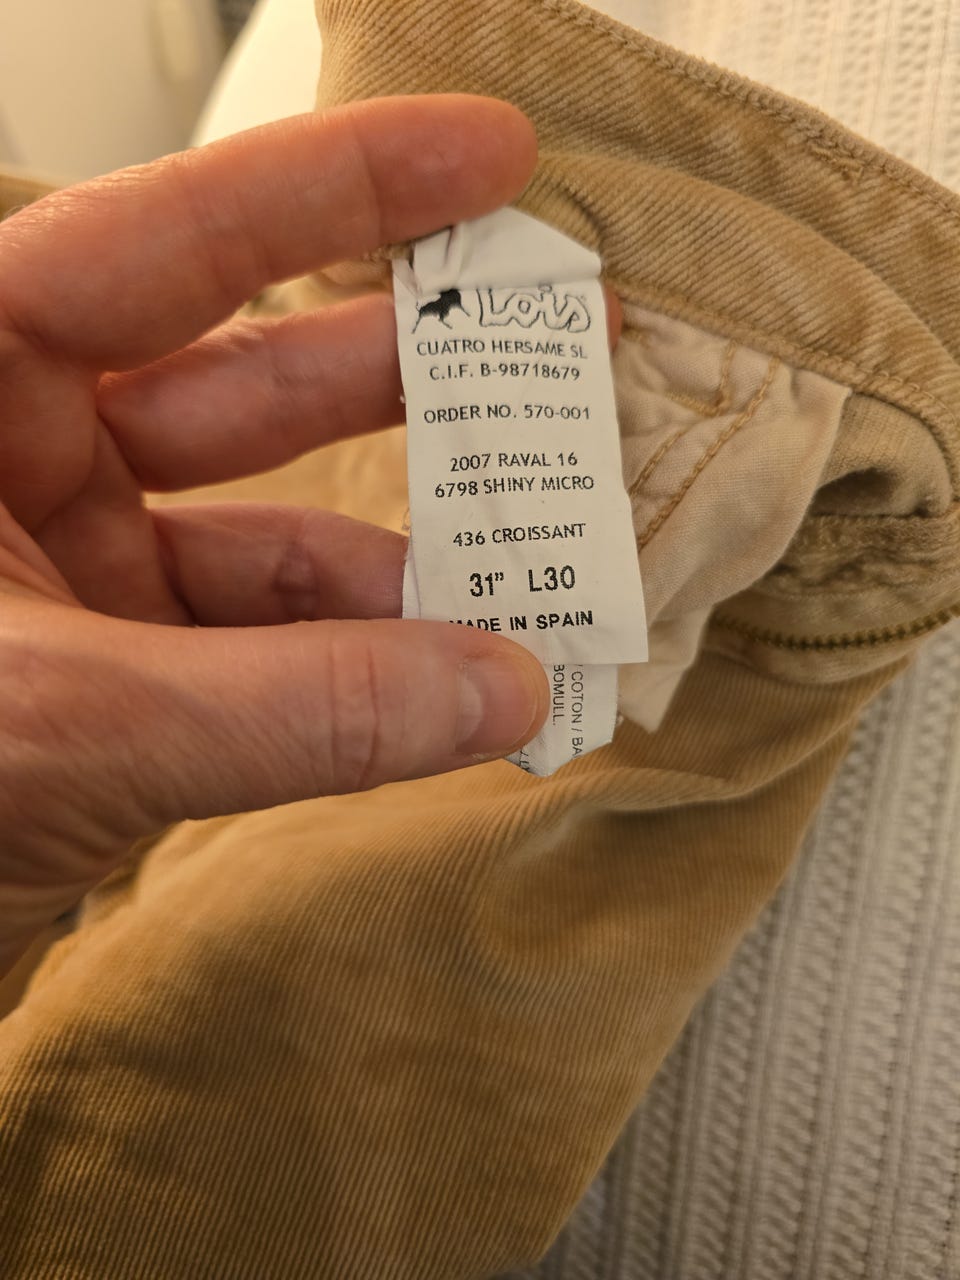 Lois
CUATRO HERSAME SL
C.I.F. B-98718679
ORDER NO. 570-001
2007 RAVAL 16
6798 SHINY MICRO
436 CROISSANT
31” L30
MADE IN SPAIN
/ COTON / BA
BOMULL.